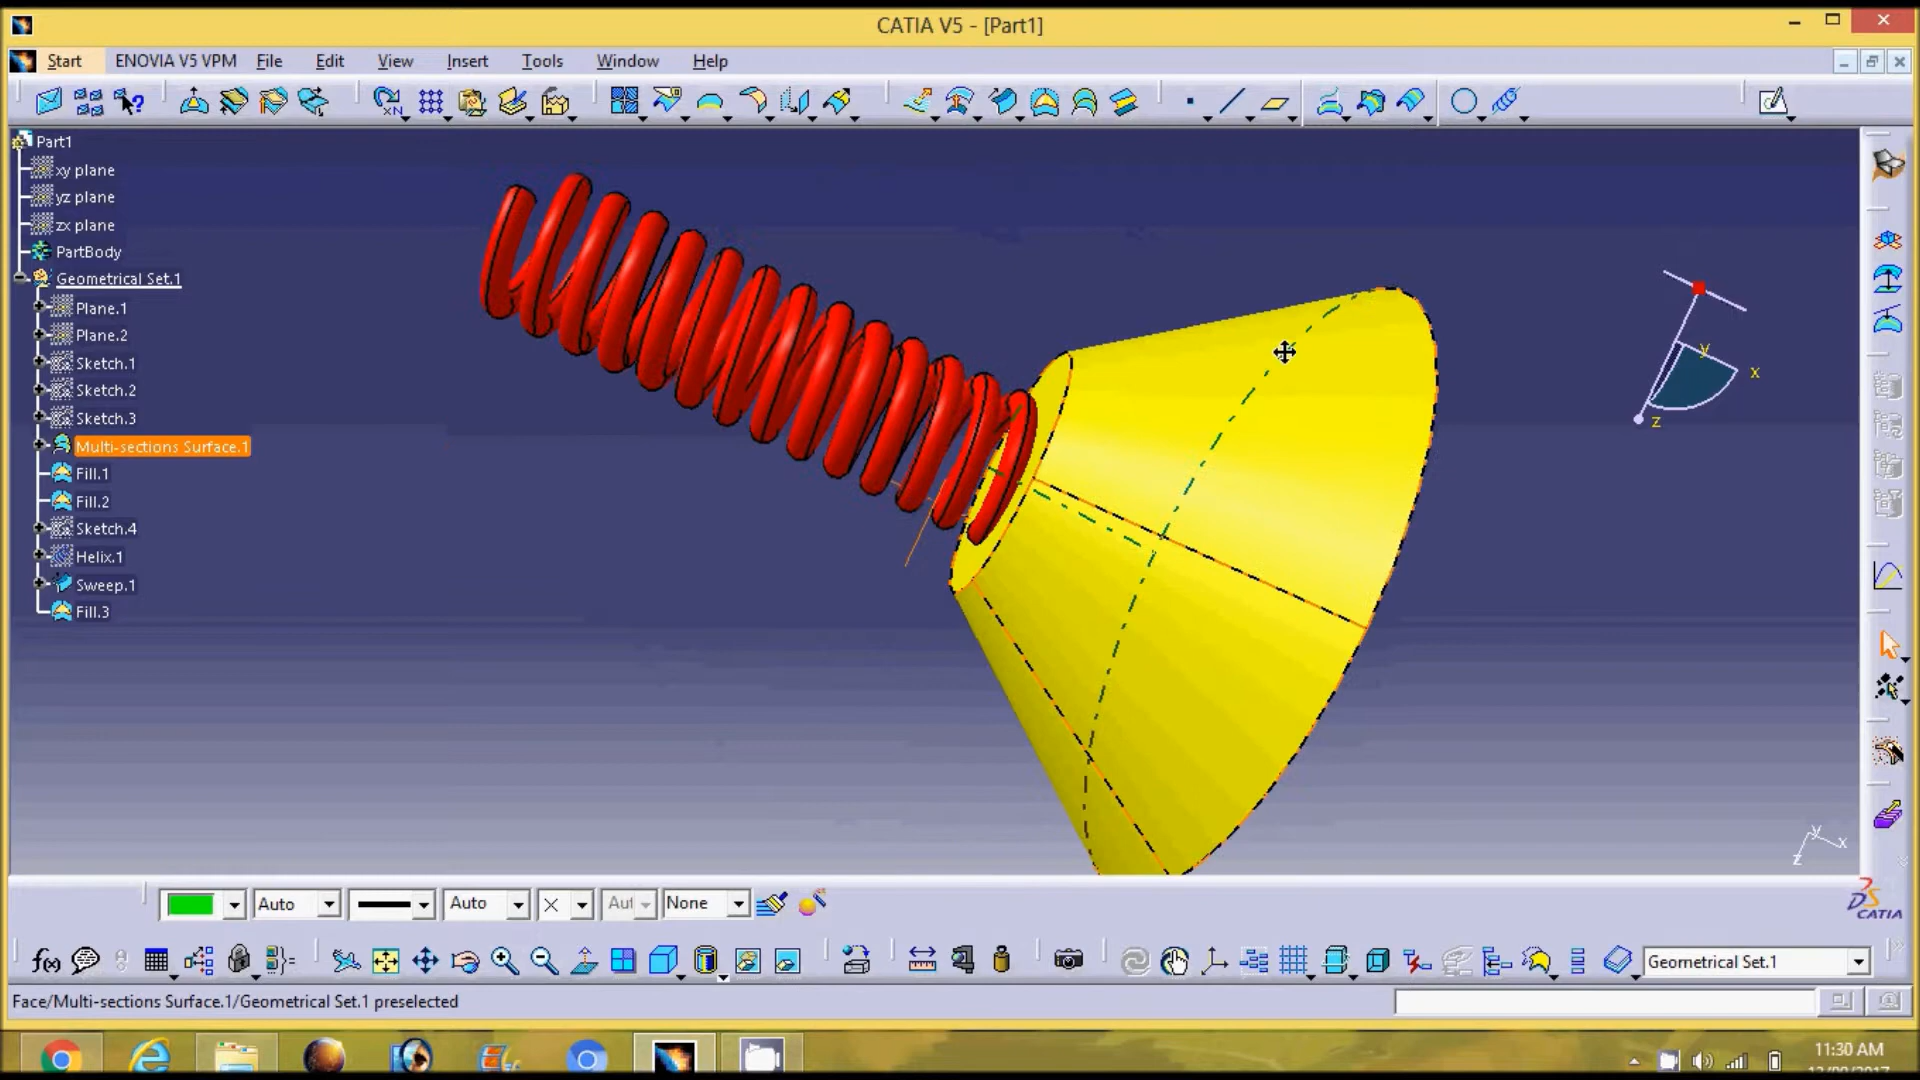 CATIA V5 - [Part1]
Start ENOVIA V5 VPM File Edit View Insert Tools Window Help
Part1
xy plane
yz plane
zx plane
PartBody
Geometrical Set.1
Plane.1
Plane.2
Sketch.1
Sketch.2
Sketch.3
Multi-sections Surface.1
Fill.1
Fill.2
Sketch.4
Helix.1
Sweep.1
Fill.3
y
x
z
y
x
z
CATIA
Auto Auto Aut None
f(x) Geometrical Set.1
Face/Multi-sections Surface.1/Geometrical Set.1 preselected
11:30 AM